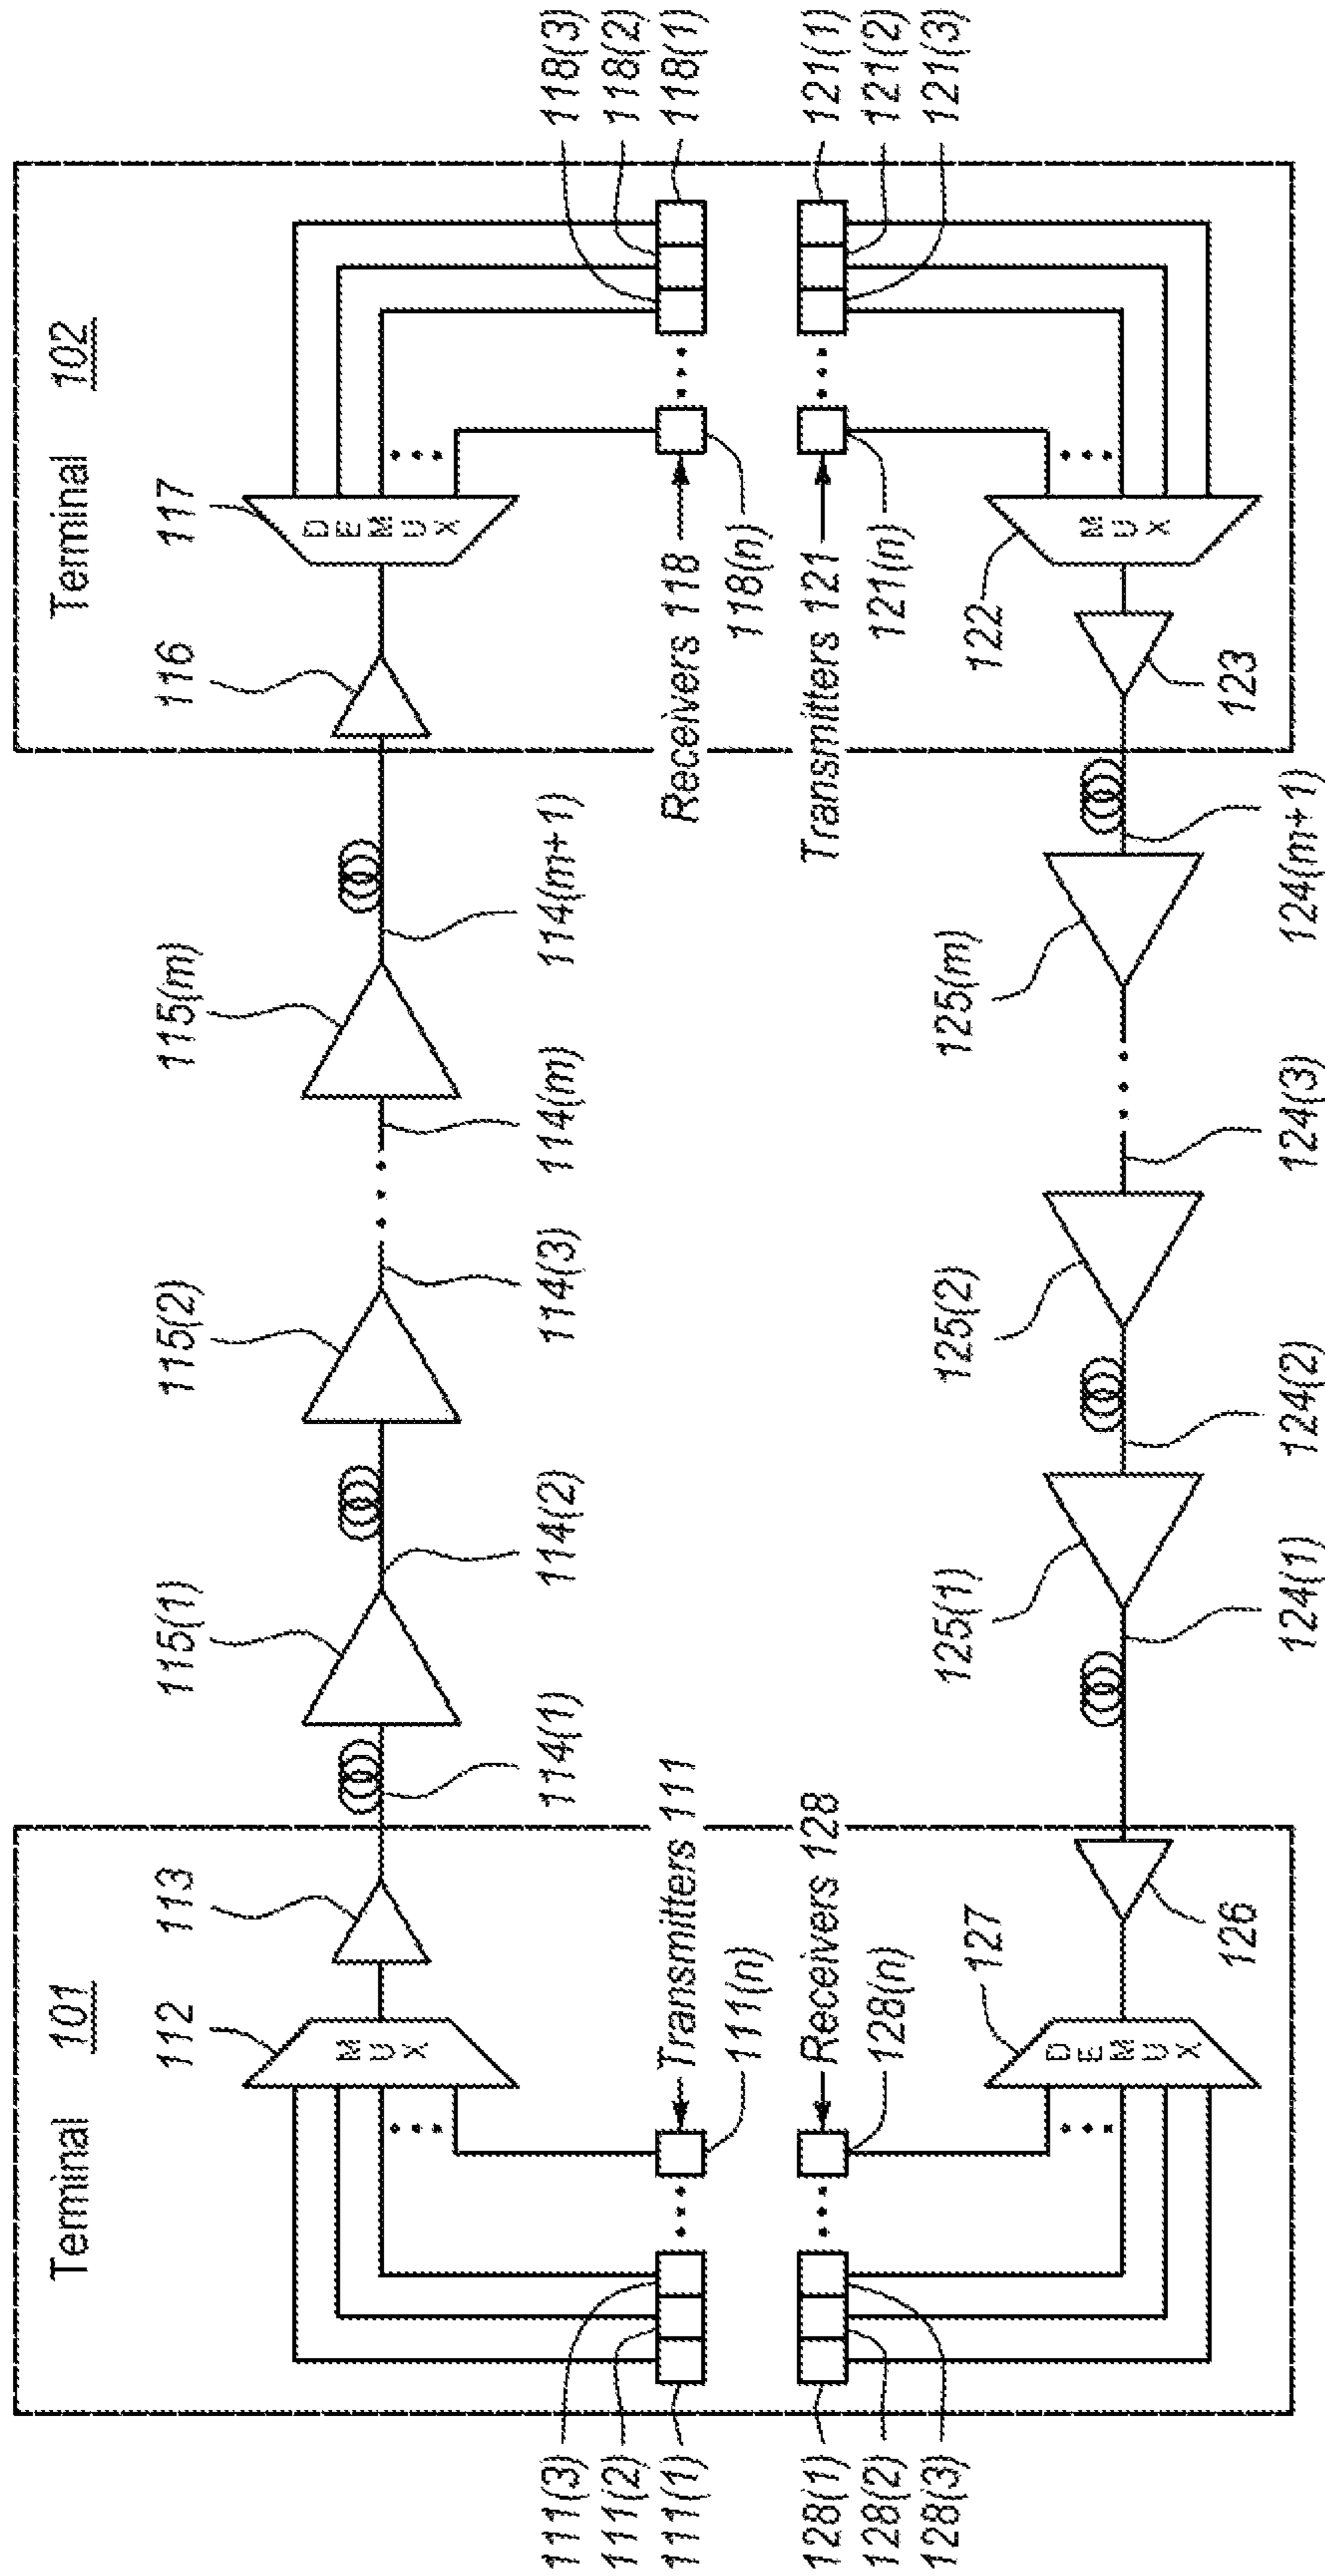 Terminal 101
112
113
MUX
111(3)
111(2)
111(1)
Transmitters 111
111(n)
114(1)
115(1)
114(2)
115(2)
114(3)
114(m)
115(m)
114(m+1)
Terminal 102
116
117
DEMUX
118(3)
118(2)
118(1)
Receivers 118
118(n)
128(1)
128(2)
128(3)
Receivers 128
128(n)
127
DEMUX
126
125(1)
124(1)
125(2)
124(2)
124(3)
125(m)
124(m+1)
Transmitters 121
121(n)
121(1)
121(2)
121(3)
122
MUX
123